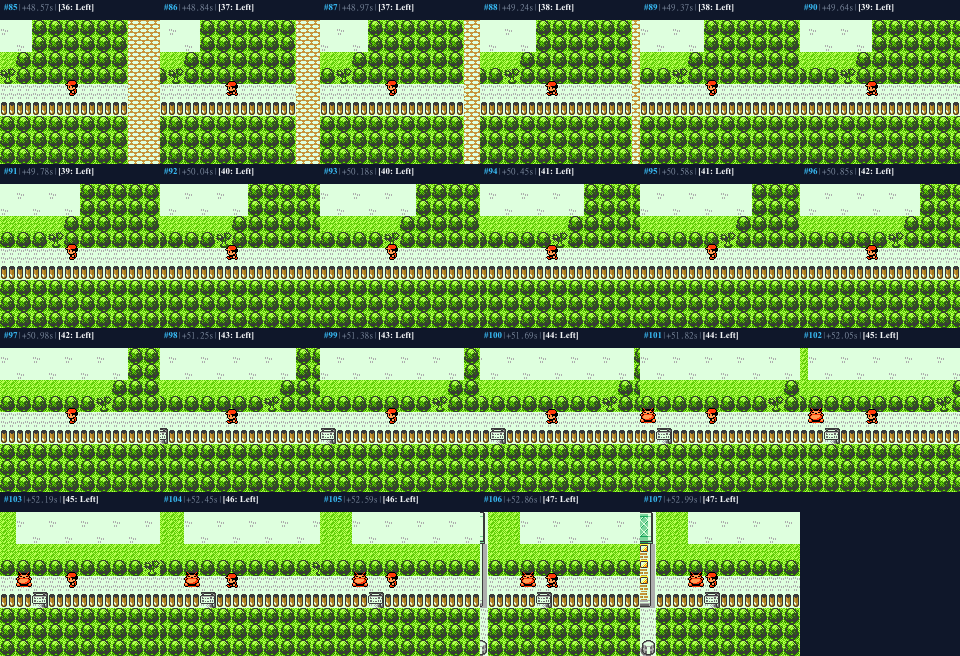 #85|+48.57s|[36: Left]
#86|+48.84s|[37: Left]
#87|+48.97s|[37: Left]
#88|+49.24s|[38: Left]
#89|+49.37s|[38: Left]
#90|+49.64s|[39: Left]
#91|+49.78s|[39: Left]
#92|+50.04s|[40: Left]
#93|+50.18s|[40: Left]
#94|+50.45s|[41: Left]
#95|+50.58s|[41: Left]
#96|+50.85s|[42: Left]
#97|+50.98s|[42: Left]
#98|+51.25s|[43: Left]
#99|+51.38s|[43: Left]
#100|+51.69s|[44: Left]
#101|+51.82s|[44: Left]
#102|+52.05s|[45: Left]
#103|+52.19s|[45: Left]
#104|+52.45s|[46: Left]
#105|+52.59s|[46: Left]
#106|+52.86s|[47: Left]
#107|+52.99s|[47: Left]